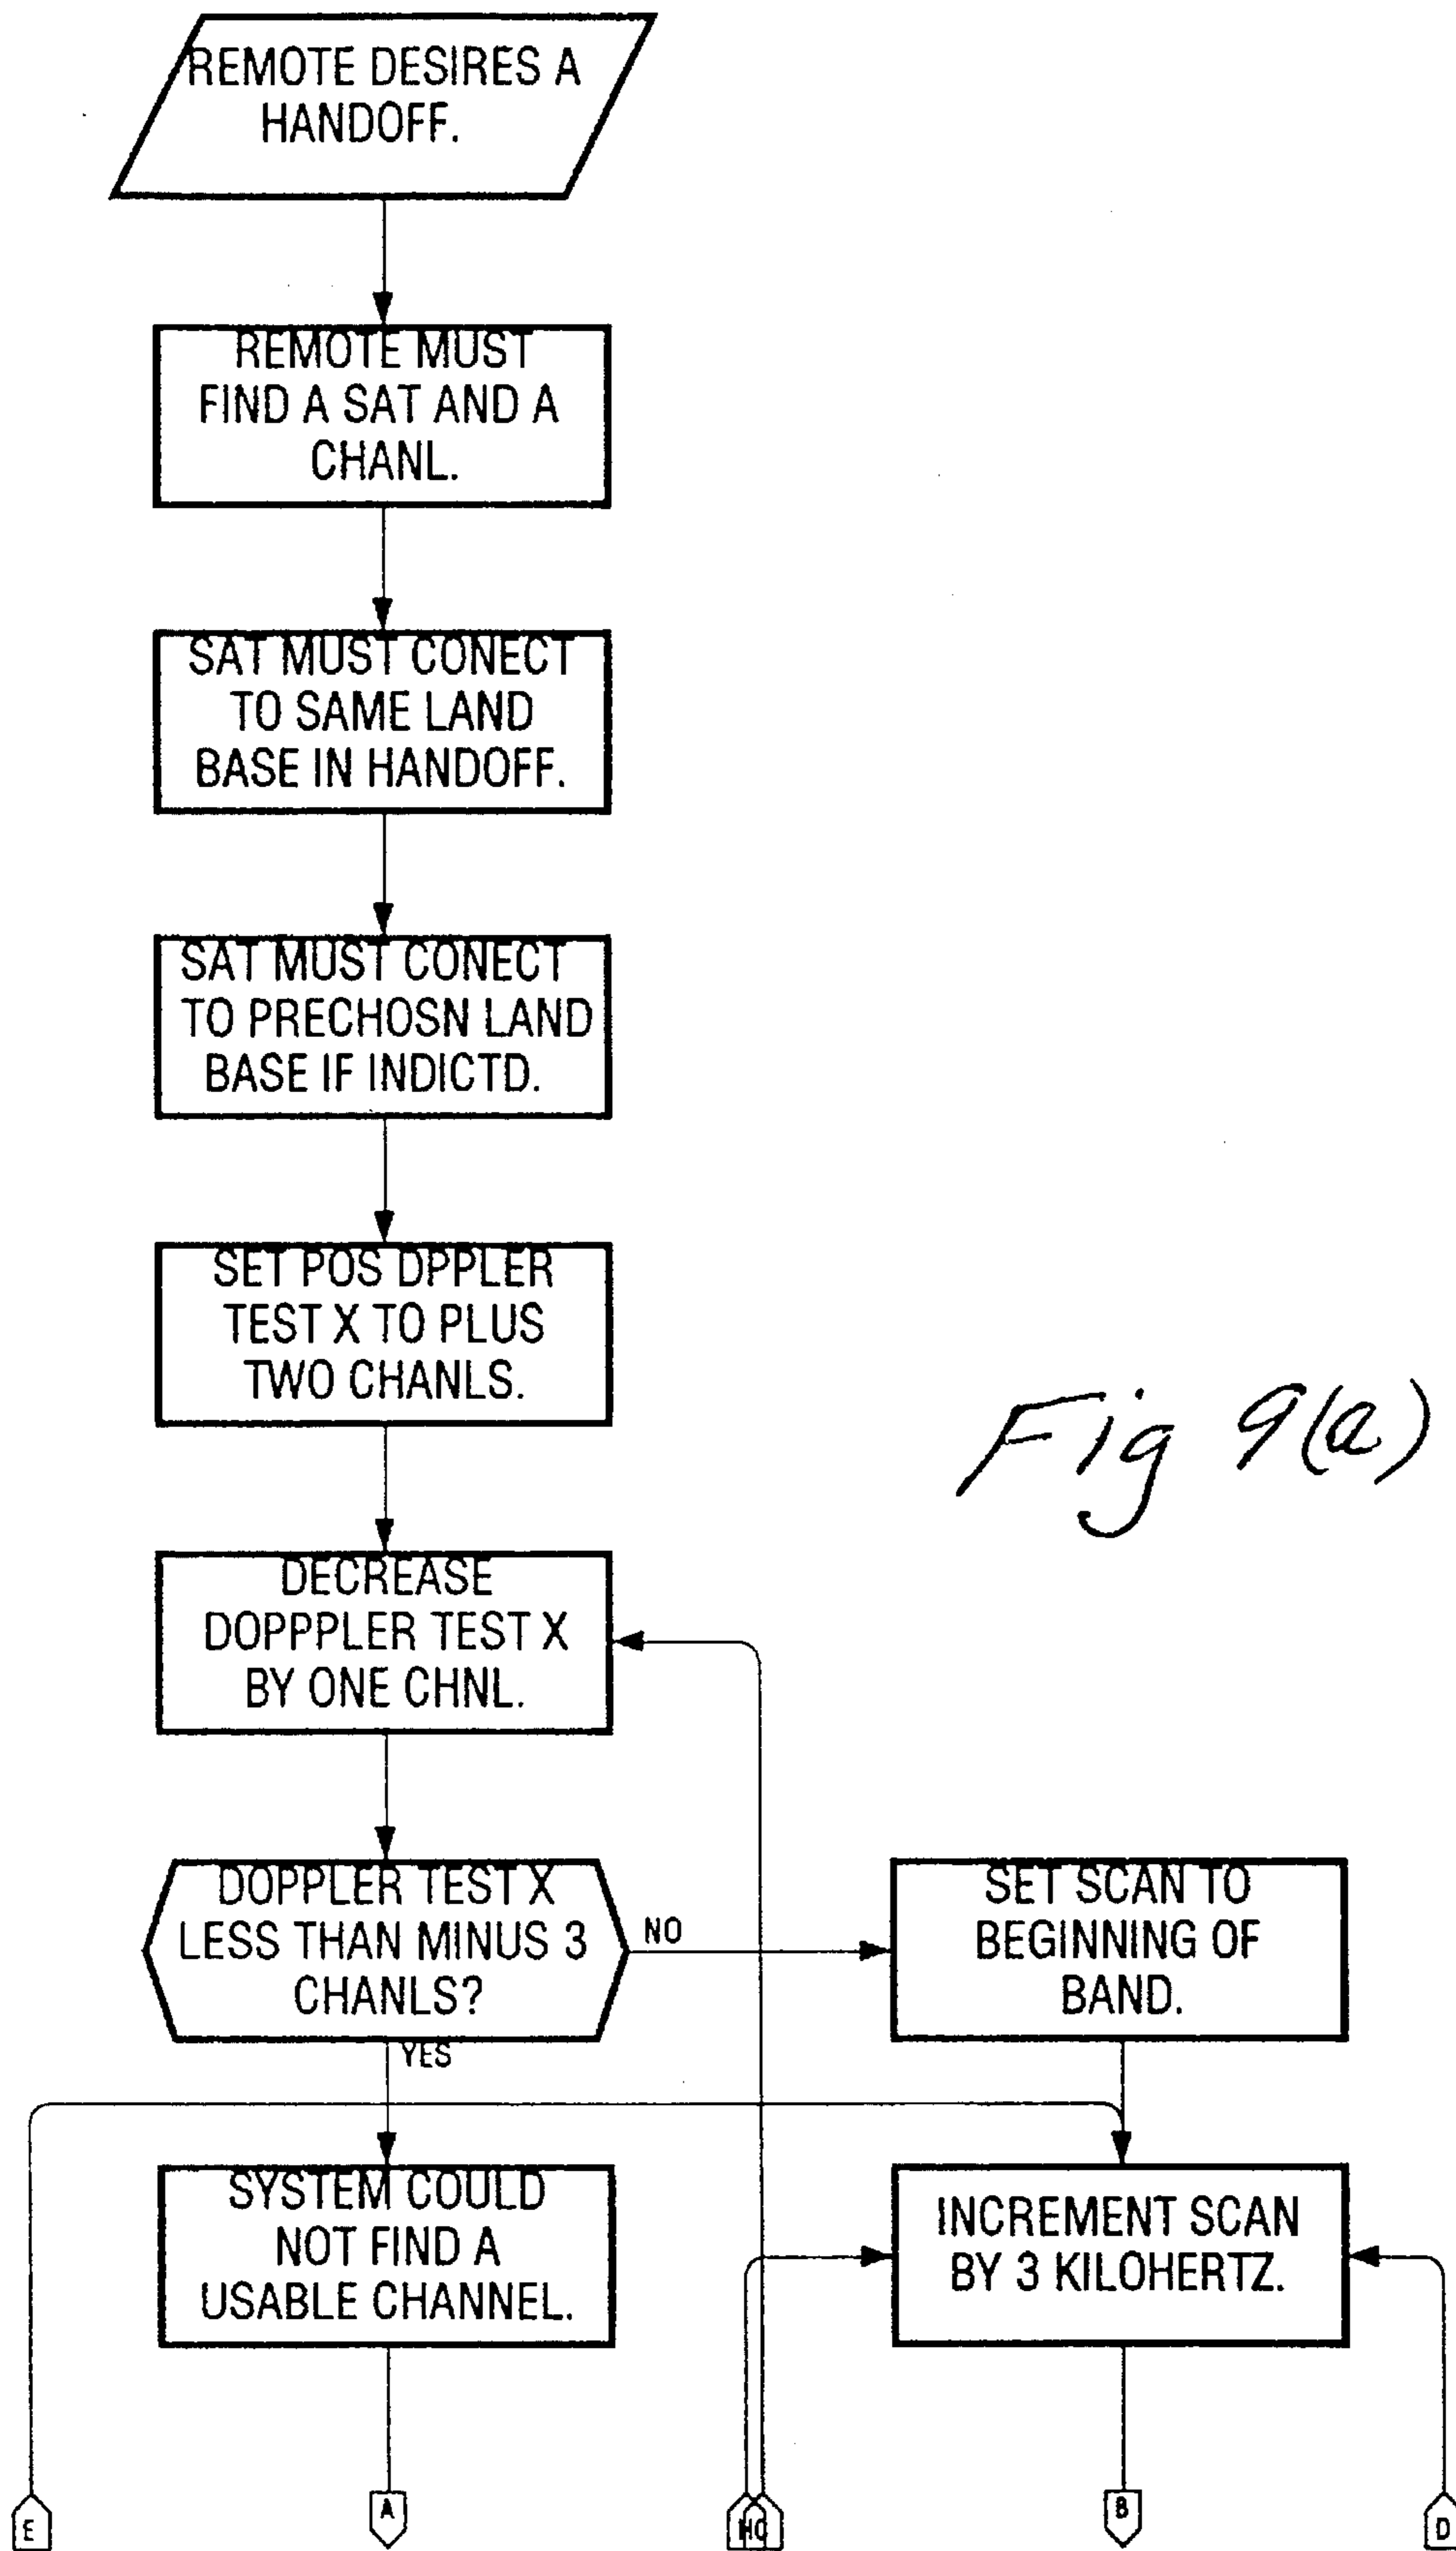 REMOTE DESIRES A
HANDOFF.
REMOTE MUST
FIND A SAT AND A
CHANL.
SAT MUST CONECT
TO SAME LAND
BASE IN HANDOFF.
SAT MUST CONECT
TO PRECHOSN LAND
BASE IF INDICTD.
SET POS DPPLER
TEST X TO PLUS
TWO CHANLS.
Fig 9(a)
DECREASE
DOPPPLER TEST X
BY ONE CHNL.
DOPPLER TEST X
LESS THAN MINUS 3
CHANLS?
NO
YES
SET SCAN TO
BEGINNING OF
BAND.
SYSTEM COULD
NOT FIND A
USABLE CHANNEL.
INCREMENT SCAN
BY 3 KILOHERTZ.
E
A
B
D